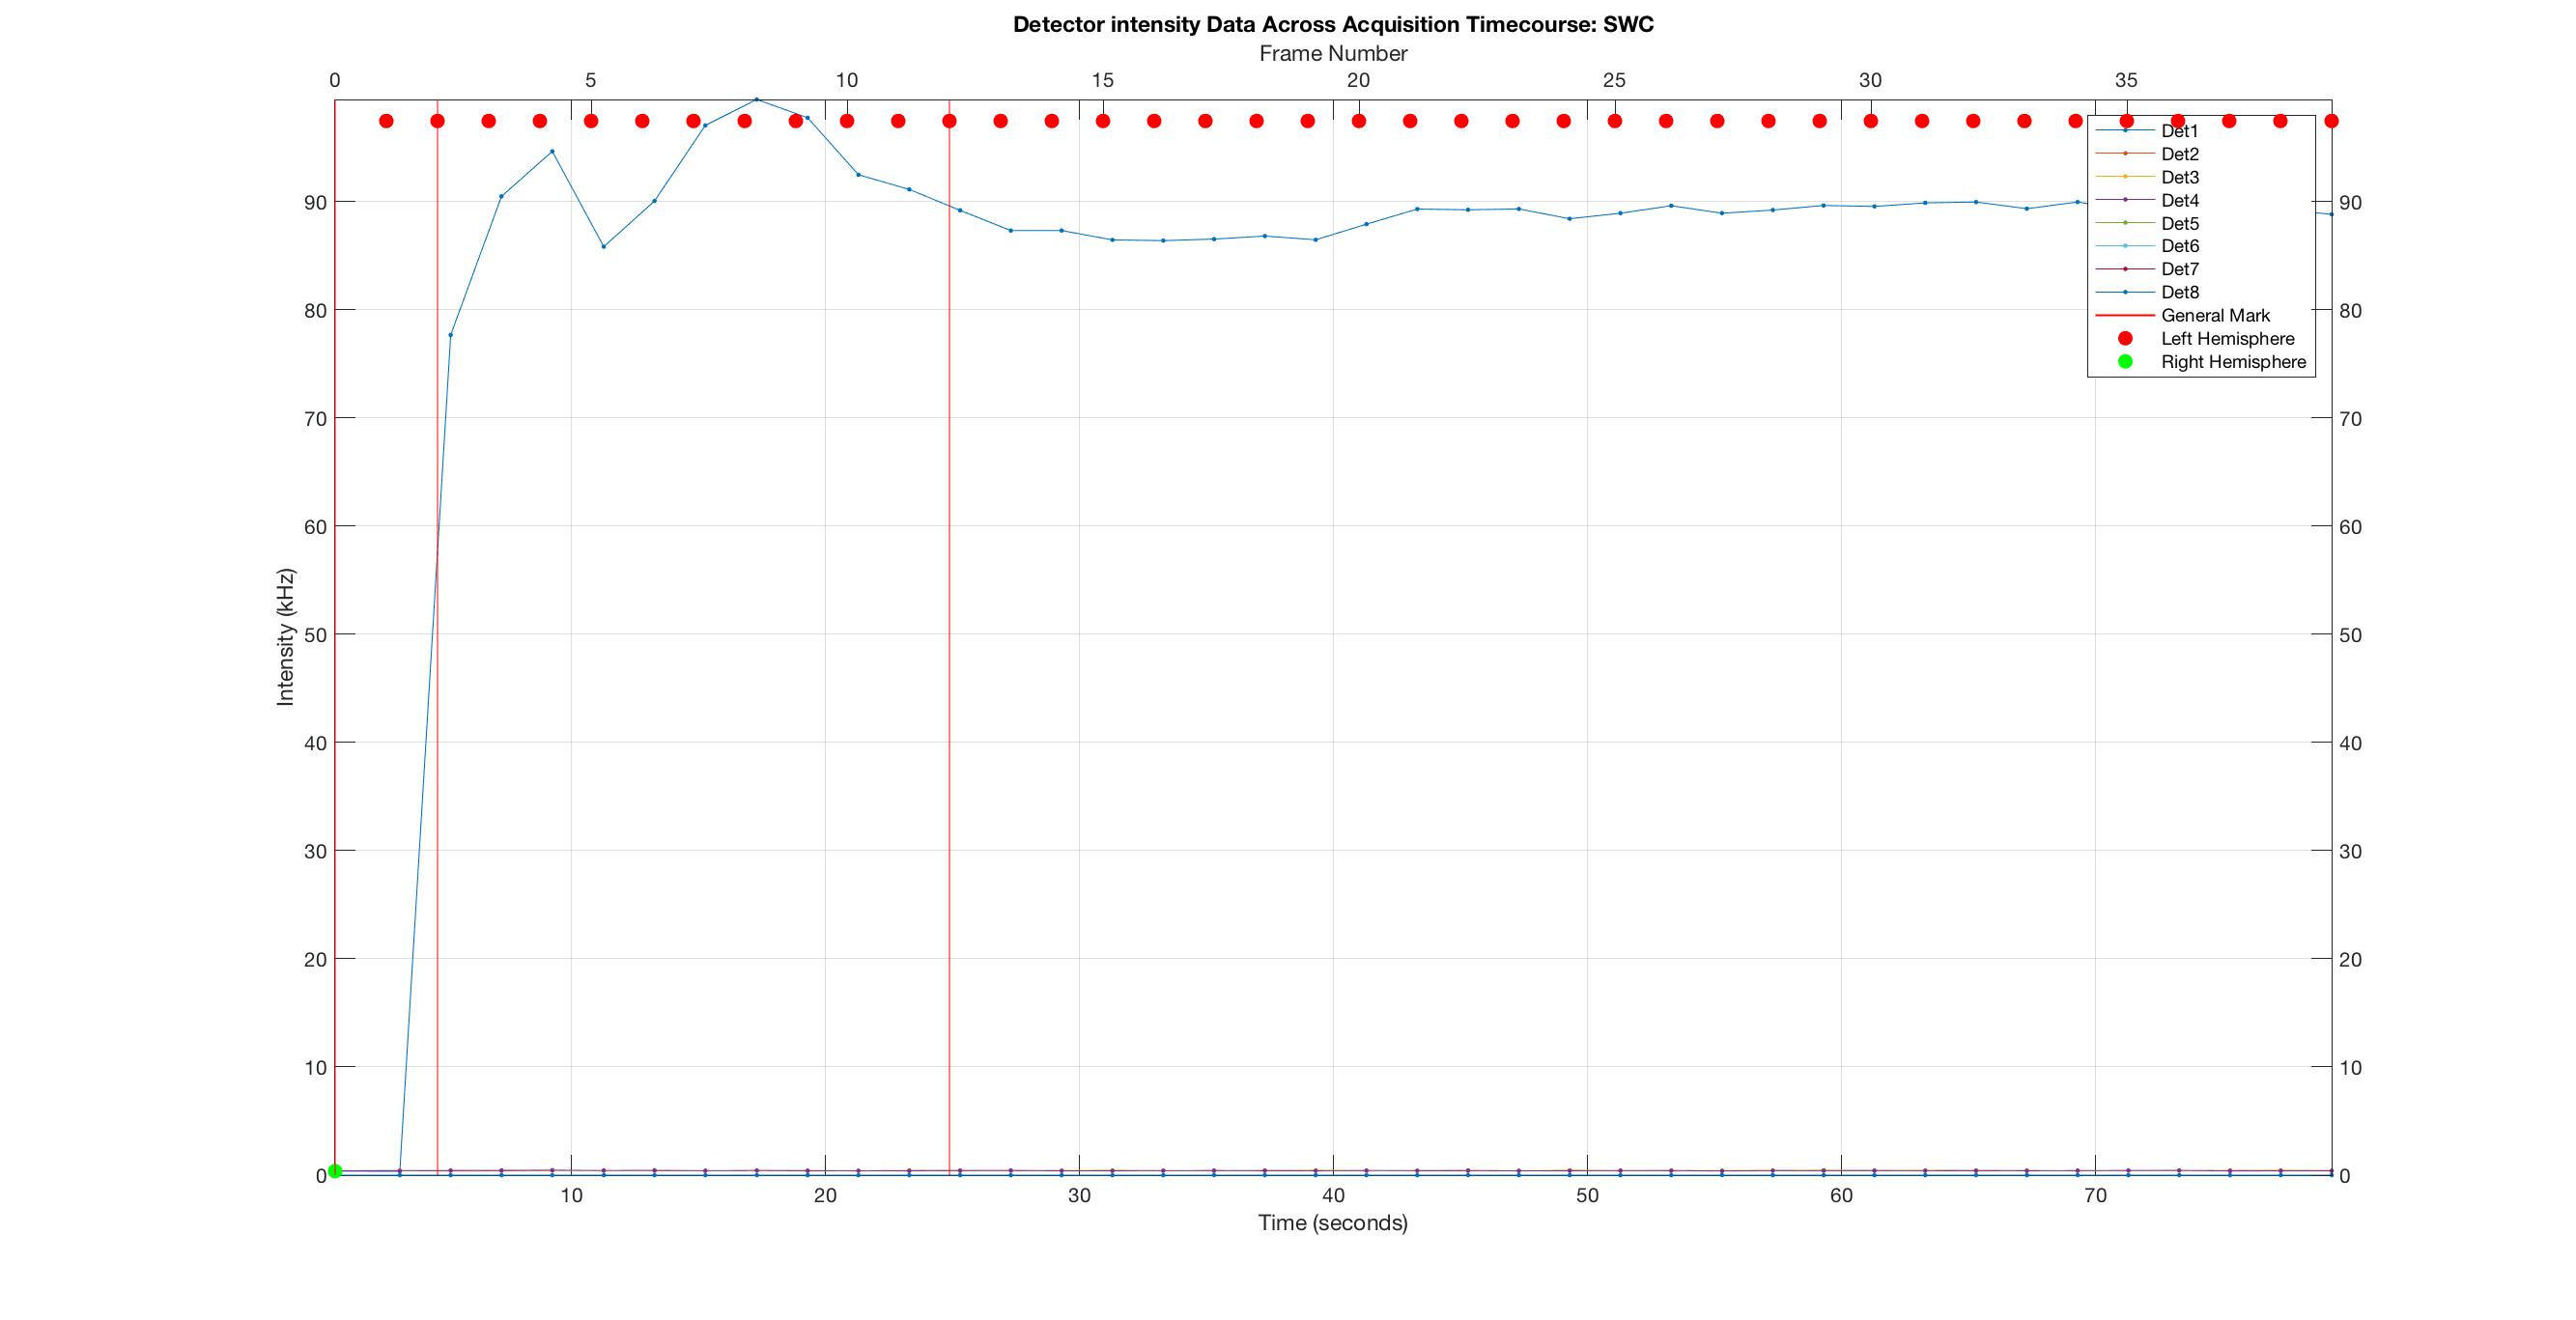 Detector intensity Data Across Acquisition Timecourse: SWC
Frame Number
0 5 10 15 20 25 30 35
Det1
Det2
Det3
Det4
Det5
Det6
Det7
Det8
General Mark
Left Hemisphere
Right Hemisphere
90 90
80 80
70 70
60 60
50 50
40 40
30 30
20 20
10 10
0 0
Intensity (kHz)
10 20 30 40 50 60 70
Time (seconds)